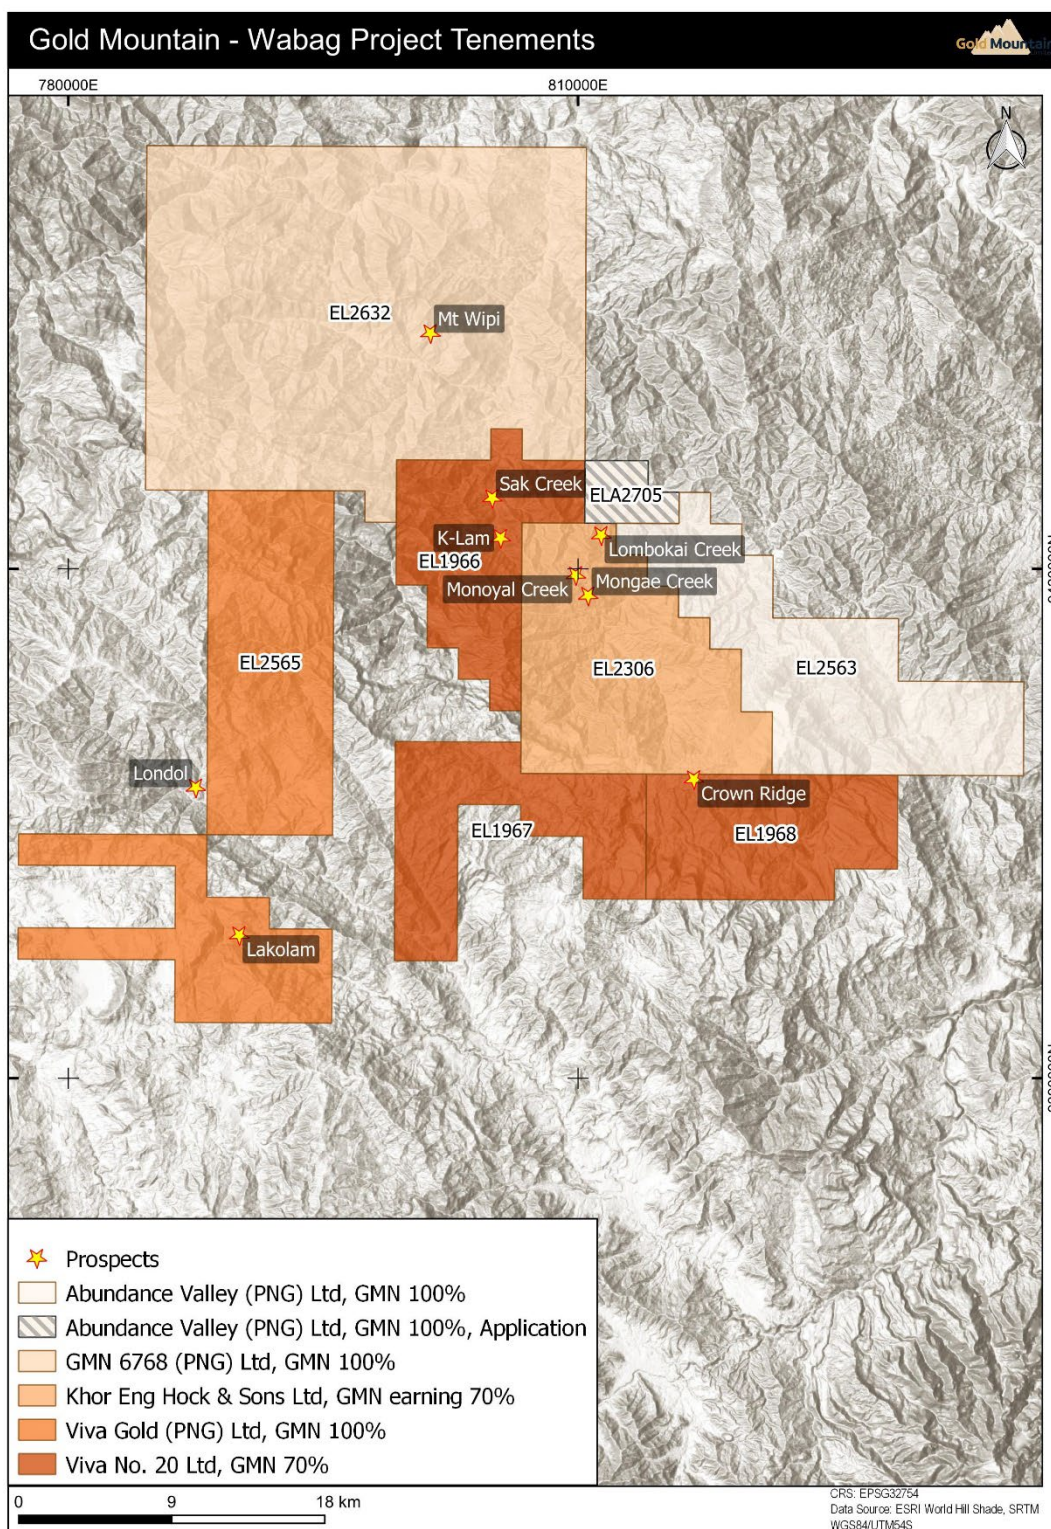 Gold Mountain - Wabag Project Tenements
Gold Mountain
780000E
810000E
N
EL2632
Mt Wipi
Sak Creek
ELA2705
K-Lam
EL1966
Lombokai Creek
Monoyal Creek
Mongae Creek
EL2565
EL2306
EL2563
Londol
Crown Ridge
EL1967
EL1968
Lakolam
Prospects
Abundance Valley (PNG) Ltd, GMN 100%
Abundance Valley (PNG) Ltd, GMN 100%, Application
GMN 6768 (PNG) Ltd, GMN 100%
Khor Eng Hock & Sons Ltd, GMN earning 70%
Viva Gold (PNG) Ltd, GMN 100%
Viva No. 20 Ltd, GMN 70%
0 9 18 km
CRS: EPSG32754
Data Source: ESRI World Hill Shade, SRTM
WGS84/UTM54S